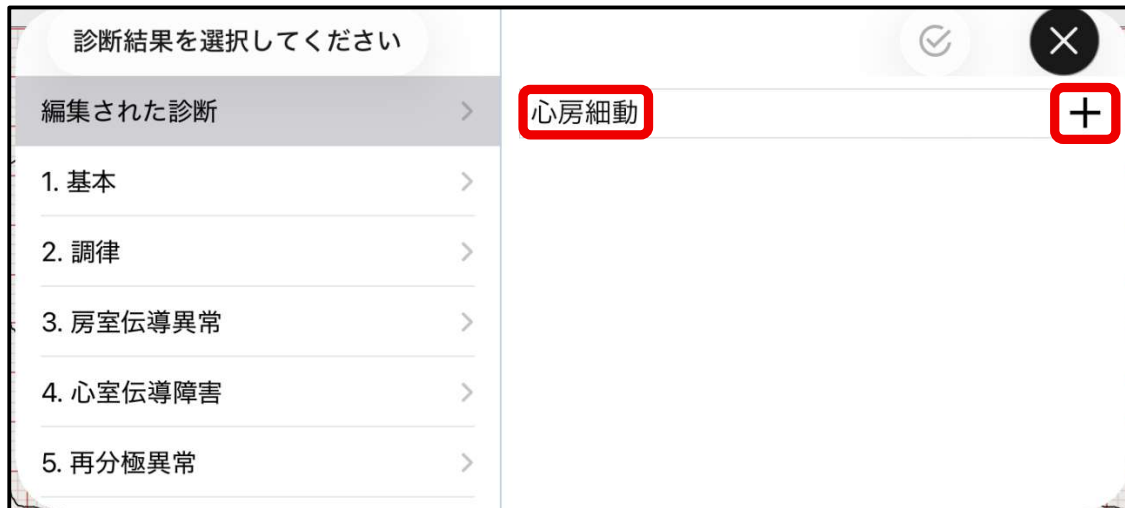 診断結果を選択してください
編集された診断
1. 基本
2. 調律
3. 房室伝導異常
4. 心室伝導障害
5. 再分極異常
心房細動